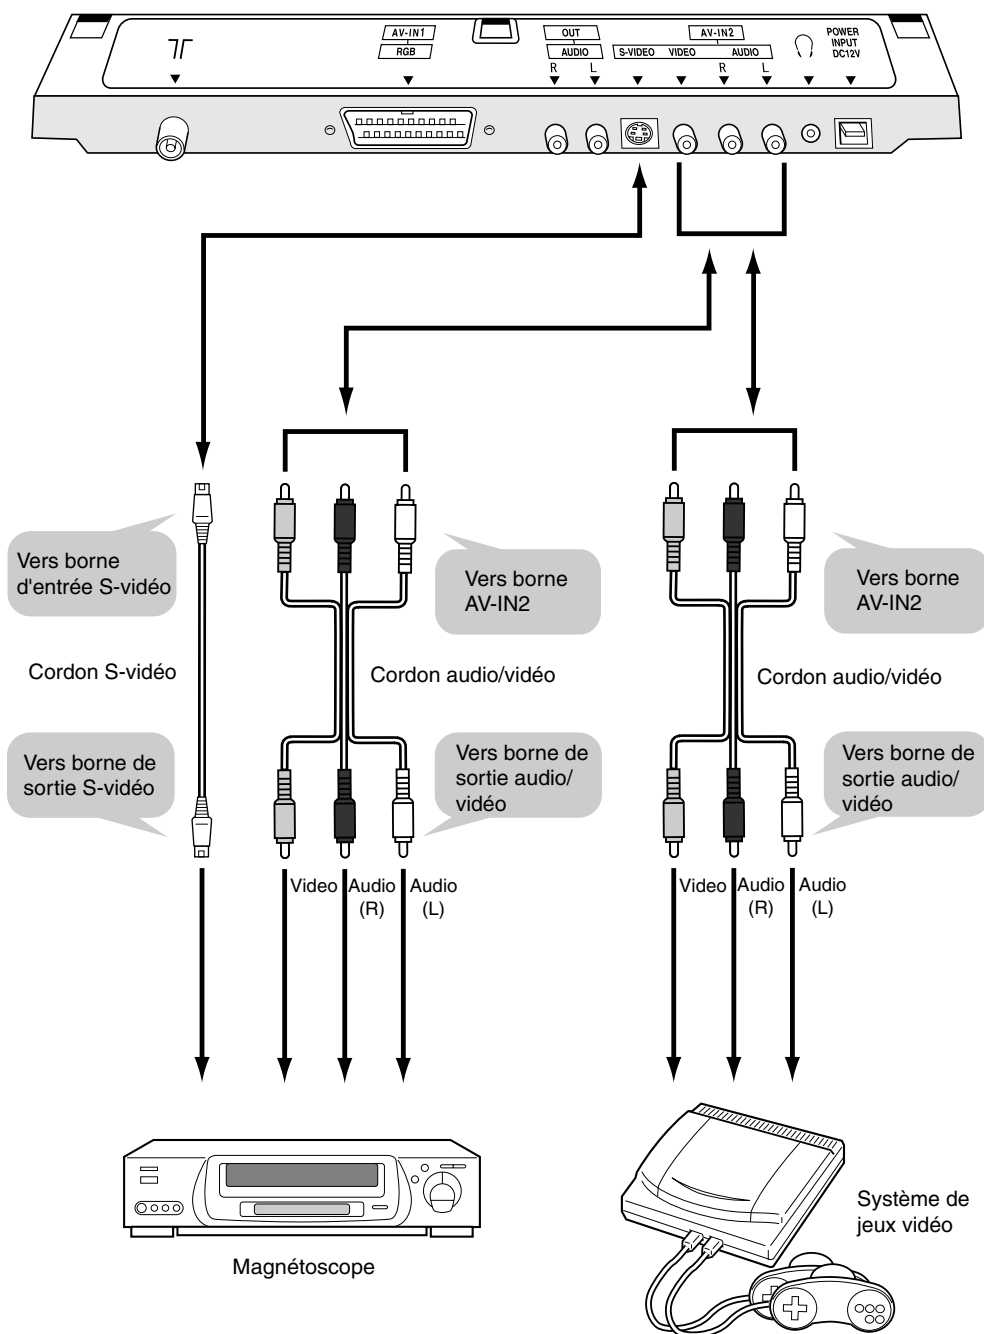 AV-IN1
RGB
OUT
AUDIO
R L
AV-IN2
S-VIDEO VIDEO AUDIO
R L
POWER
INPUT
DC12V
Vers borne
d'entrée S-vidéo
Vers borne
AV-IN2
Vers borne
AV-IN2
Cordon S-vidéo
Cordon audio/vidéo
Cordon audio/vidéo
Vers borne de
sortie S-vidéo
Vers borne de
sortie audio/
vidéo
Vers borne de
sortie audio/
vidéo
Video
Audio
(R)
Audio
(L)
Video
Audio
(R)
Audio
(L)
Magnétoscope
Système de
jeux vidéo